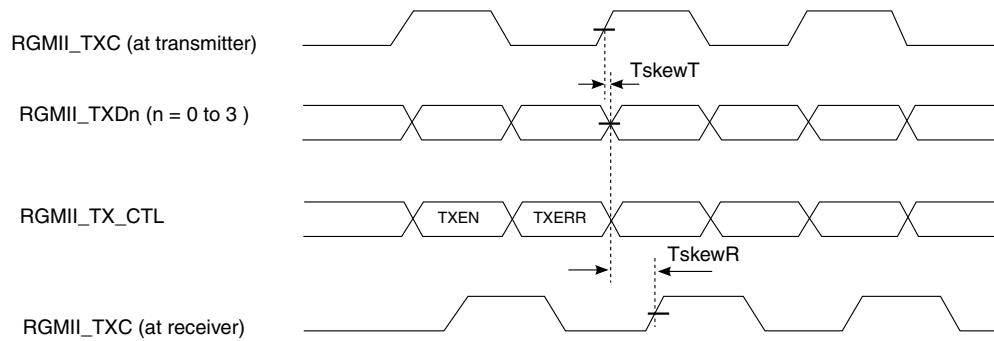 RGMII_TXC (at transmitter)
TskewT
RGMII_TXDn (n = 0 to 3 )
RGMII_TX_CTL
TXEN
TXERR
TskewR
RGMII_TXC (at receiver)